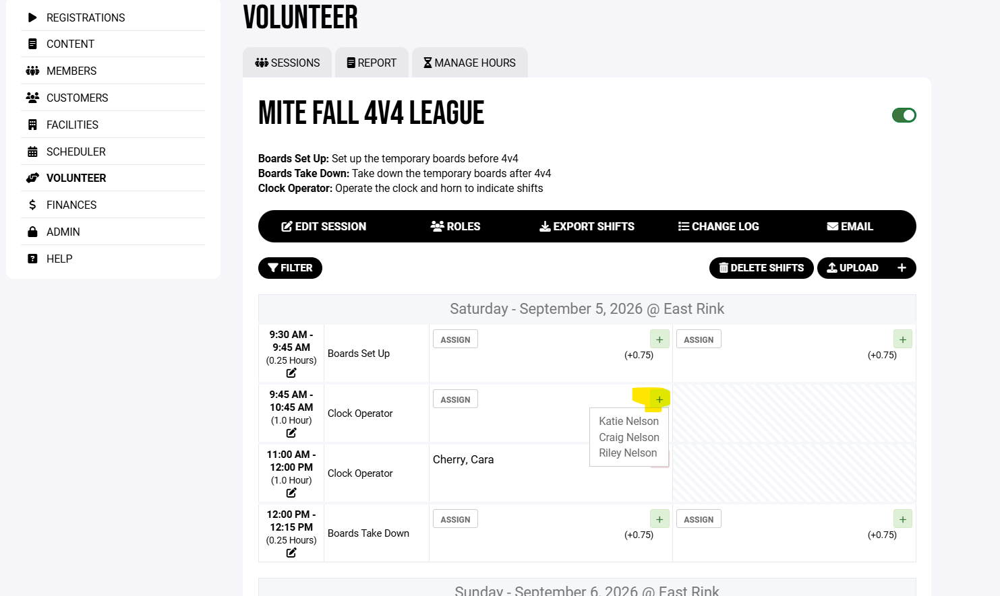 REGISTRATIONS
CONTENT
MEMBERS
CUSTOMERS
FACILITIES
SCHEDULER
VOLUNTEER
$ FINANCES
ADMIN
? HELP
VOLUNTEER
SESSIONS
REPORT
MANAGE HOURS
MITE FALL 4V4 LEAGUE
Boards Set Up: Set up the temporary boards before 4v4
Boards Take Down: Take down the temporary boards after 4v4
Clock Operator: Operate the clock and horn to indicate shifts
EDIT SESSION
ROLES
EXPORT SHIFTS
CHANGE LOG
EMAIL
FILTER
DELETE SHIFTS
UPLOAD +
Saturday - September 5, 2026 @ East Rink
9:30 AM -
9:45 AM
(0.25 Hours)
Boards Set Up
ASSIGN +
(+0.75)
ASSIGN +
(+0.75)
9:45 AM -
10:45 AM
(1.0 Hour)
Clock Operator
ASSIGN +
Katie Nelson
Craig Nelson
Riley Nelson
11:00 AM -
12:00 PM
(1.0 Hour)
Clock Operator
Cherry, Cara
12:00 PM -
12:15 PM
(0.25 Hours)
Boards Take Down
ASSIGN +
(+0.75)
ASSIGN +
(+0.75)
Sunday - September 6, 2026 @ East Rink